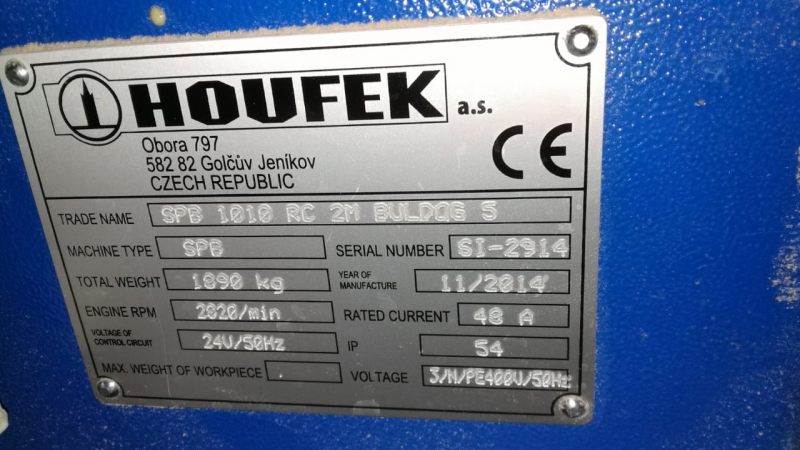 HOUFEK a.s.
Obora 797
582 82 Golčův Jeníkov
CZECH REPUBLIC
CE
TRADE NAME SPB 1010 RC 2M BULDOG 5
MACHINE TYPE SPB SERIAL NUMBER SI-2914
TOTAL WEIGHT 1090 kg YEAR OF MANUFACTURE 11/2014
ENGINE RPM 2820/min RATED CURRENT 48 A
VOLTAGE OF CONTROL CIRCUIT 24V/50Hz IP 54
MAX. WEIGHT OF WORKPIECE VOLTAGE 3/N/PE400V/50Hz